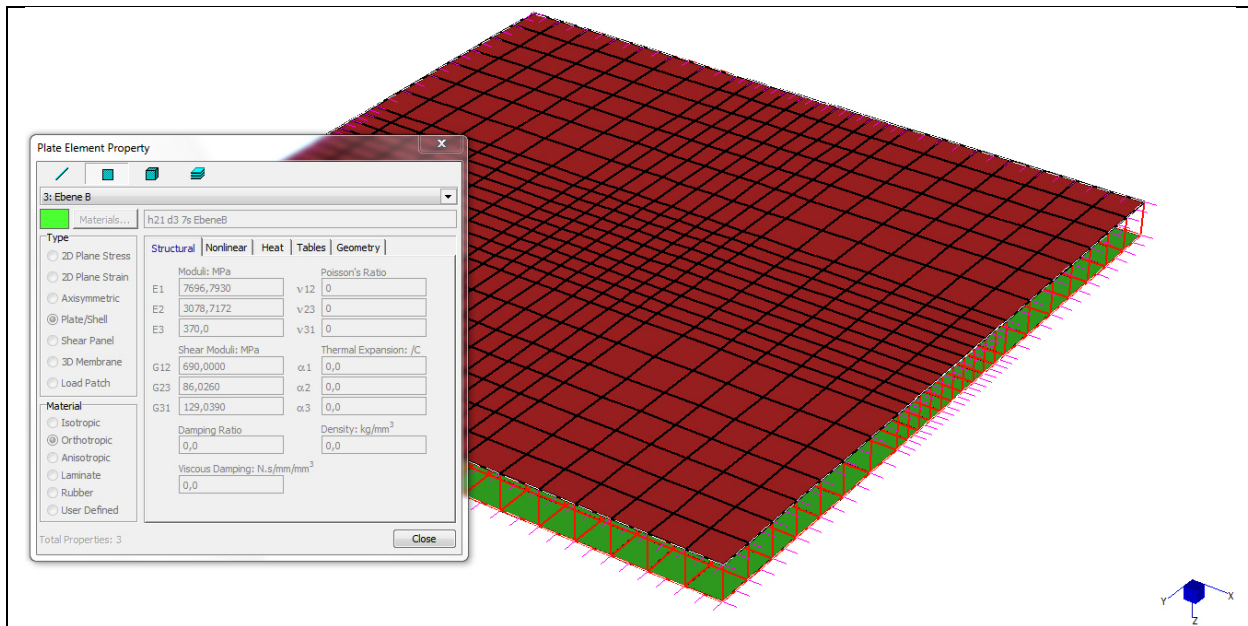 Plate Element Property
x
3: Ebene B
Materials...
h21 d3 7s EbeneB
Type
2D Plane Stress
2D Plane Strain
Axisymmetric
Plate/Shell
Shear Panel
3D Membrane
Load Patch
Material
Isotropic
Orthotropic
Anisotropic
Laminate
Rubber
User Defined
Structural Nonlinear Heat Tables Geometry
Moduli: MPa Poisson's Ratio
E1 7696,7930 ν12 0
E2 3078,7172 ν23 0
E3 370,0 ν31 0
Shear Moduli: MPa Thermal Expansion: /C
G12 690,0000 α1 0,0
G23 86,0260 α2 0,0
G31 129,0390 α3 0,0
Damping Ratio Density: kg/mm³
0,0 0,0
Viscous Damping: N.s/mm/mm³
0,0
Total Properties: 3
Close
Y X
Z